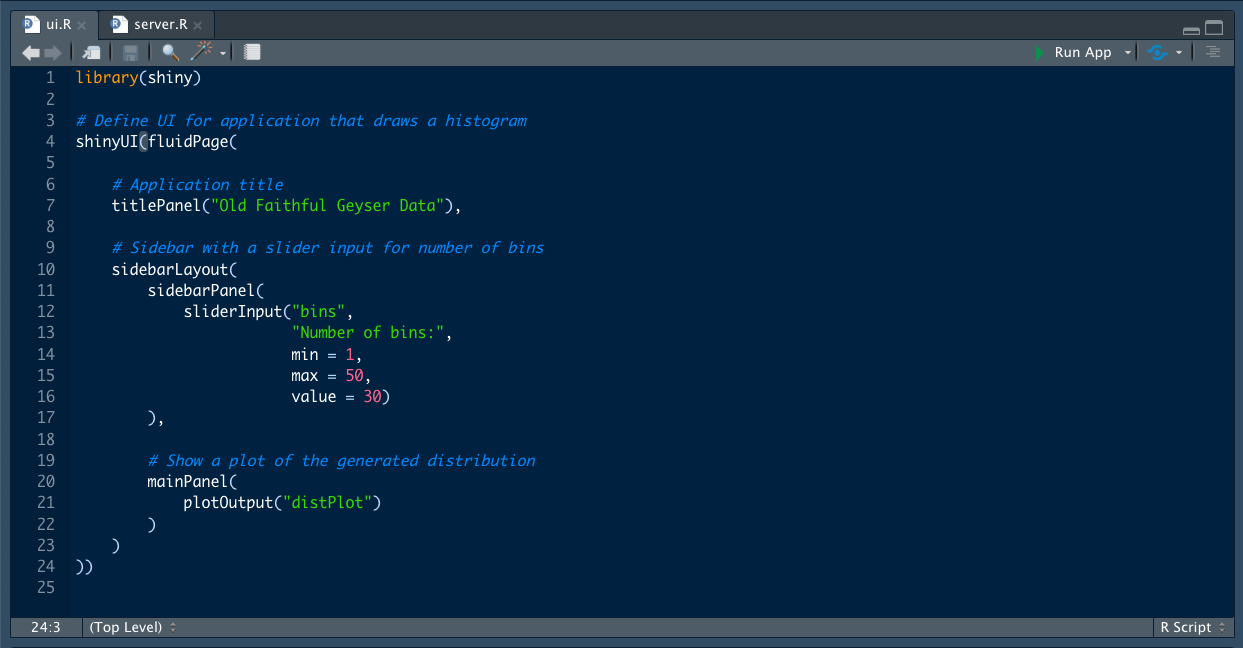 ui.R × server.R ×
Run App
1 library(shiny)
2
3 # Define UI for application that draws a histogram
4 shinyUI(fluidPage(
5
6     # Application title
7     titlePanel("Old Faithful Geyser Data"),
8
9     # Sidebar with a slider input for number of bins
10     sidebarLayout(
11         sidebarPanel(
12             sliderInput("bins",
13                         "Number of bins:",
14                         min = 1,
15                         max = 50,
16                         value = 30)
17         ),
18
19         # Show a plot of the generated distribution
20         mainPanel(
21             plotOutput("distPlot")
22         )
23     )
24 ))
25
24:3 (Top Level) R Script